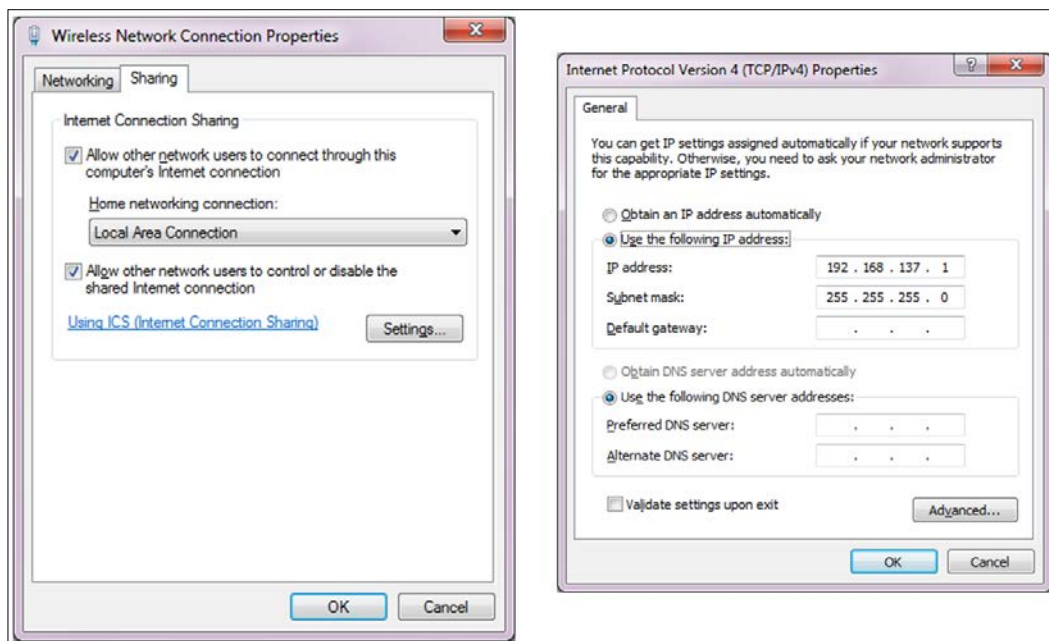 Wireless Network Connection Properties
Networking
Sharing
Internet Connection Sharing
Allow other network users to connect through this
computer's Internet connection
Home networking connection:
Local Area Connection
Allow other network users to control or disable the
shared Internet connection
Using ICS (Internet Connection Sharing)
Settings...
OK
Cancel
Internet Protocol Version 4 (TCP/IPv4) Properties
General
You can get IP settings assigned automatically if your network supports
this capability. Otherwise, you need to ask your network administrator
for the appropriate IP settings.
Obtain an IP address automatically
Use the following IP address:
IP address: 192 . 168 . 137 . 1
Subnet mask: 255 . 255 . 255 . 0
Default gateway: . . .
Obtain DNS server address automatically
Use the following DNS server addresses:
Preferred DNS server: . . .
Alternate DNS server: . . .
Validate settings upon exit
Advanced...
OK
Cancel